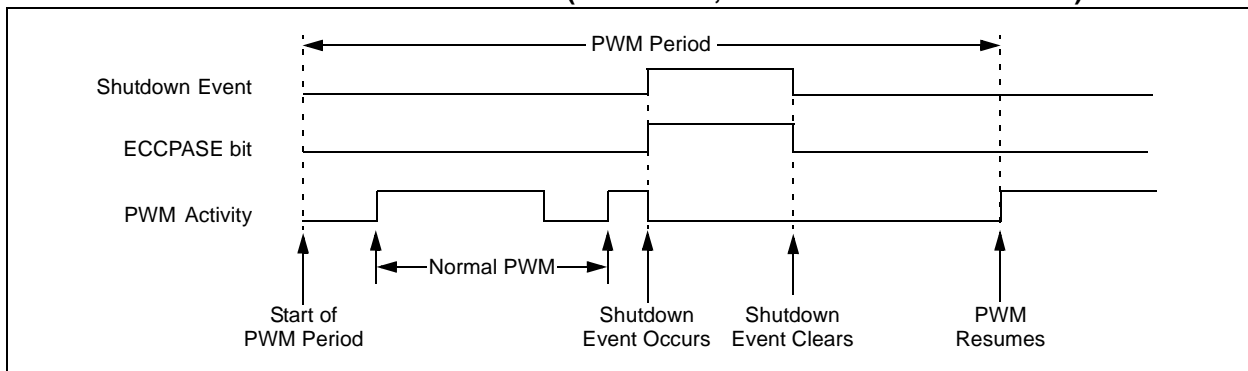 PWM Period
Shutdown Event
ECCPASE bit
PWM Activity
Normal PWM
Start of
PWM Period
Shutdown
Event Occurs
Shutdown
Event Clears
PWM
Resumes